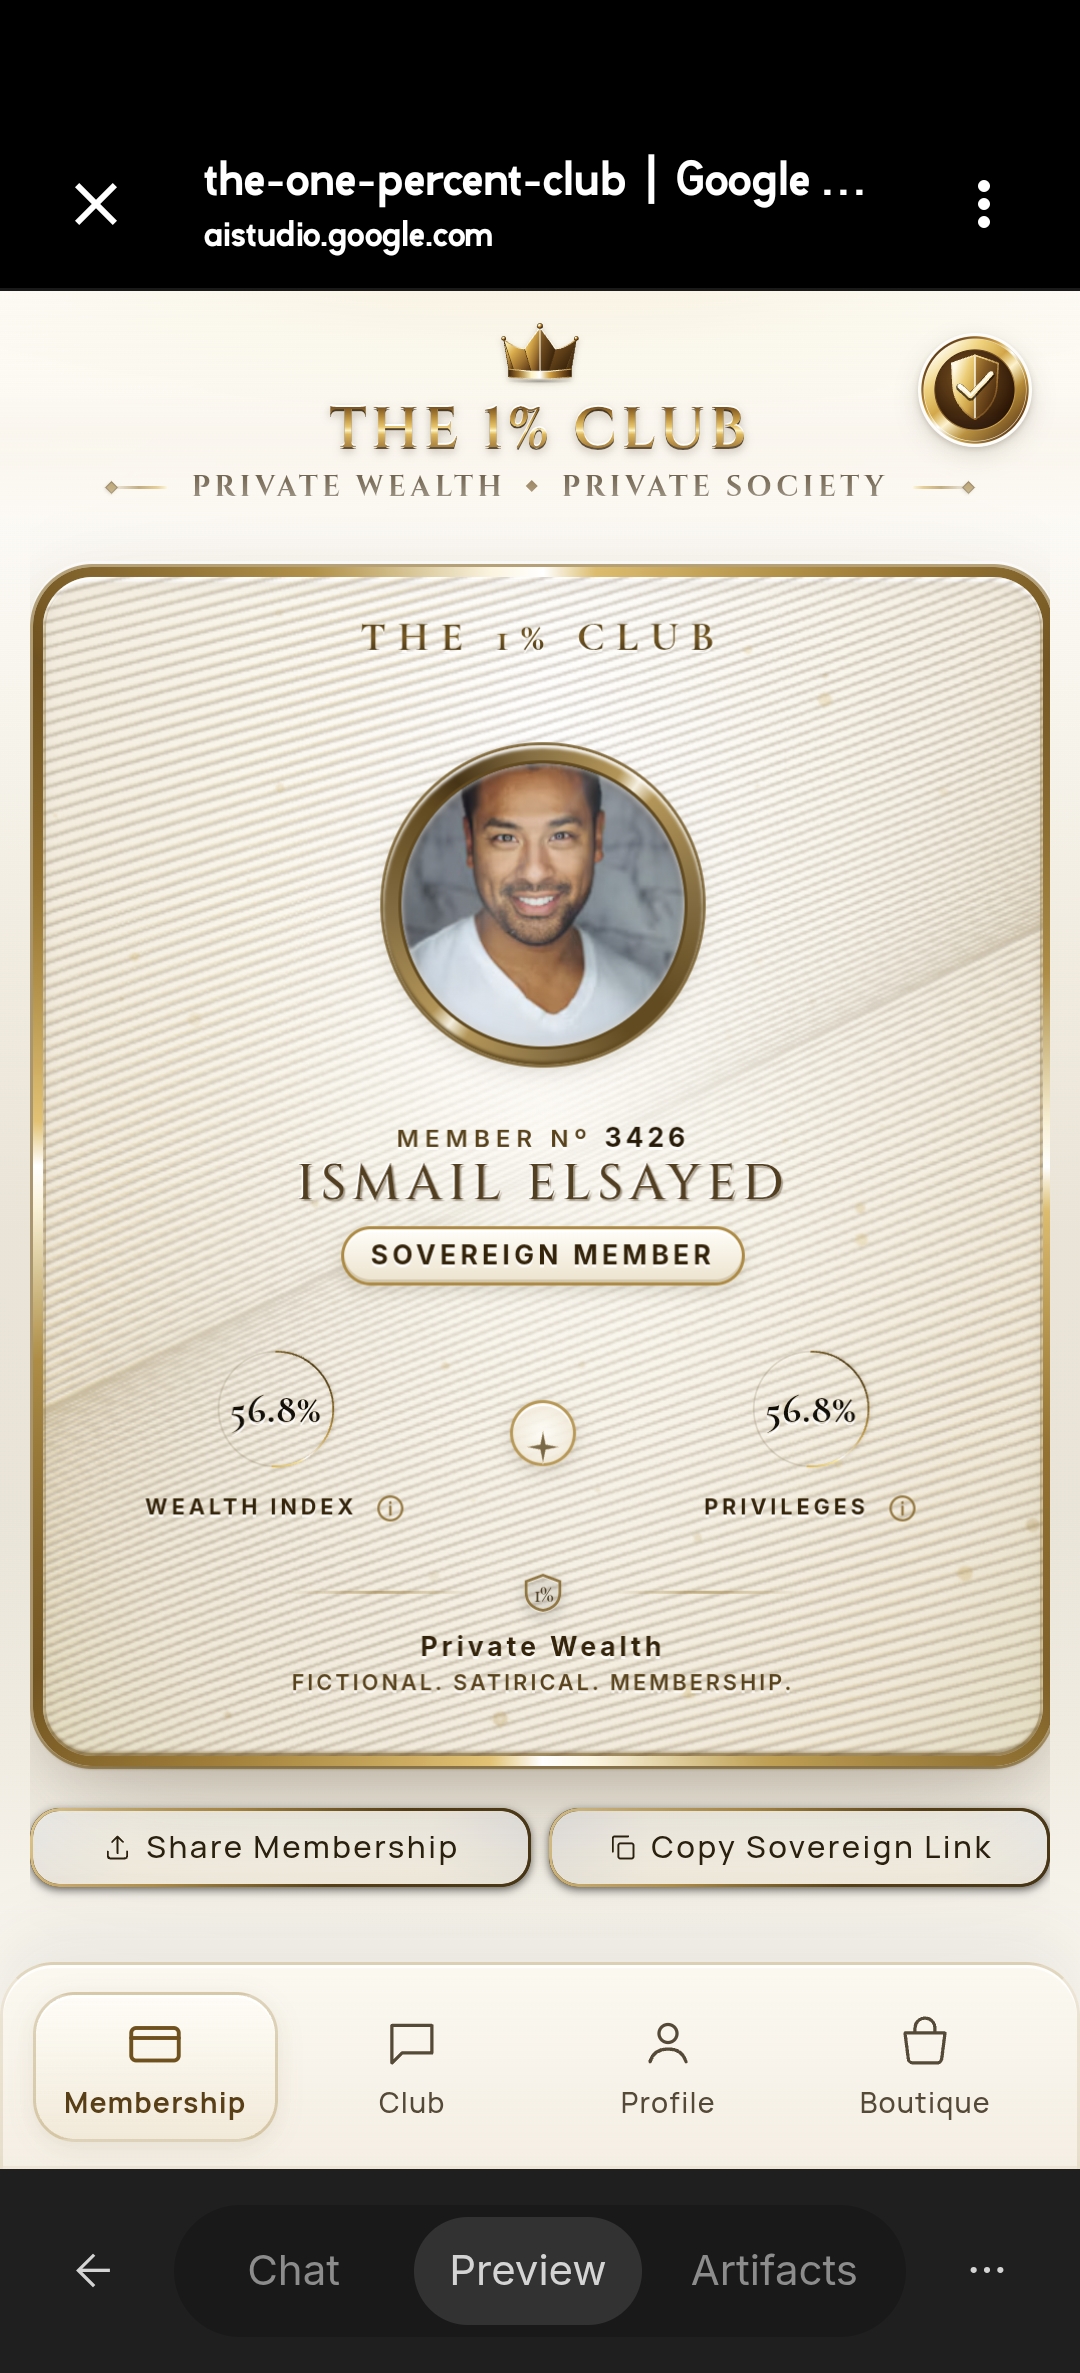 the-one-percent-club | Google ...
aistudio.google.com
THE 1% CLUB
PRIVATE WEALTH ◆ PRIVATE SOCIETY
THE 1% CLUB
MEMBER Nº 3426
ISMAIL ELSAYED
SOVEREIGN MEMBER
56.8% 56.8%
WEALTH INDEX PRIVILEGES
1%
Private Wealth
FICTIONAL. SATIRICAL. MEMBERSHIP.
Share Membership Copy Sovereign Link
Membership Club Profile Boutique
Chat Preview Artifacts